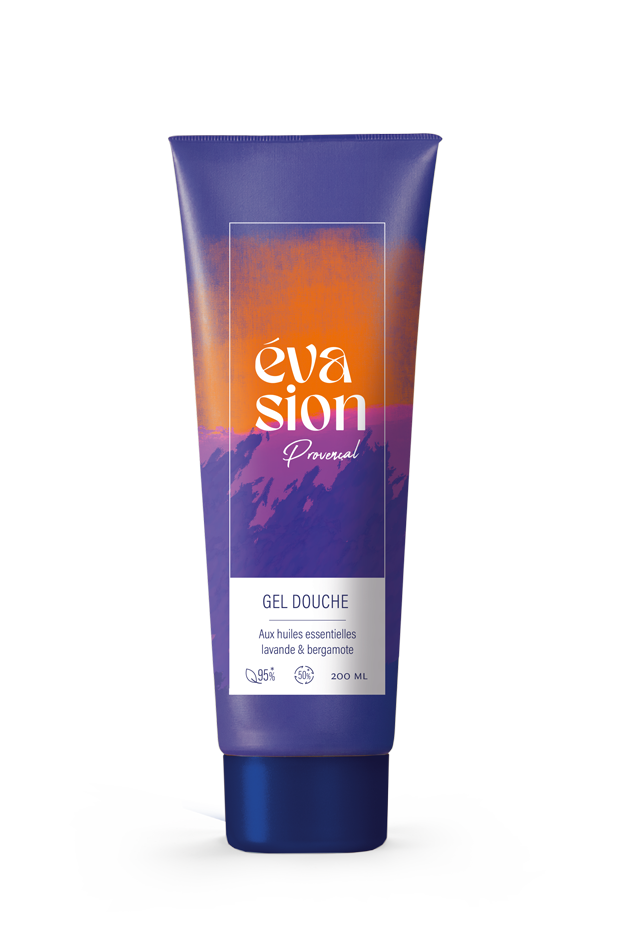 éva
sion
Provençal
GEL DOUCHE
Aux huiles essentielles
lavande & bergamote
95%*
50%
200 ML